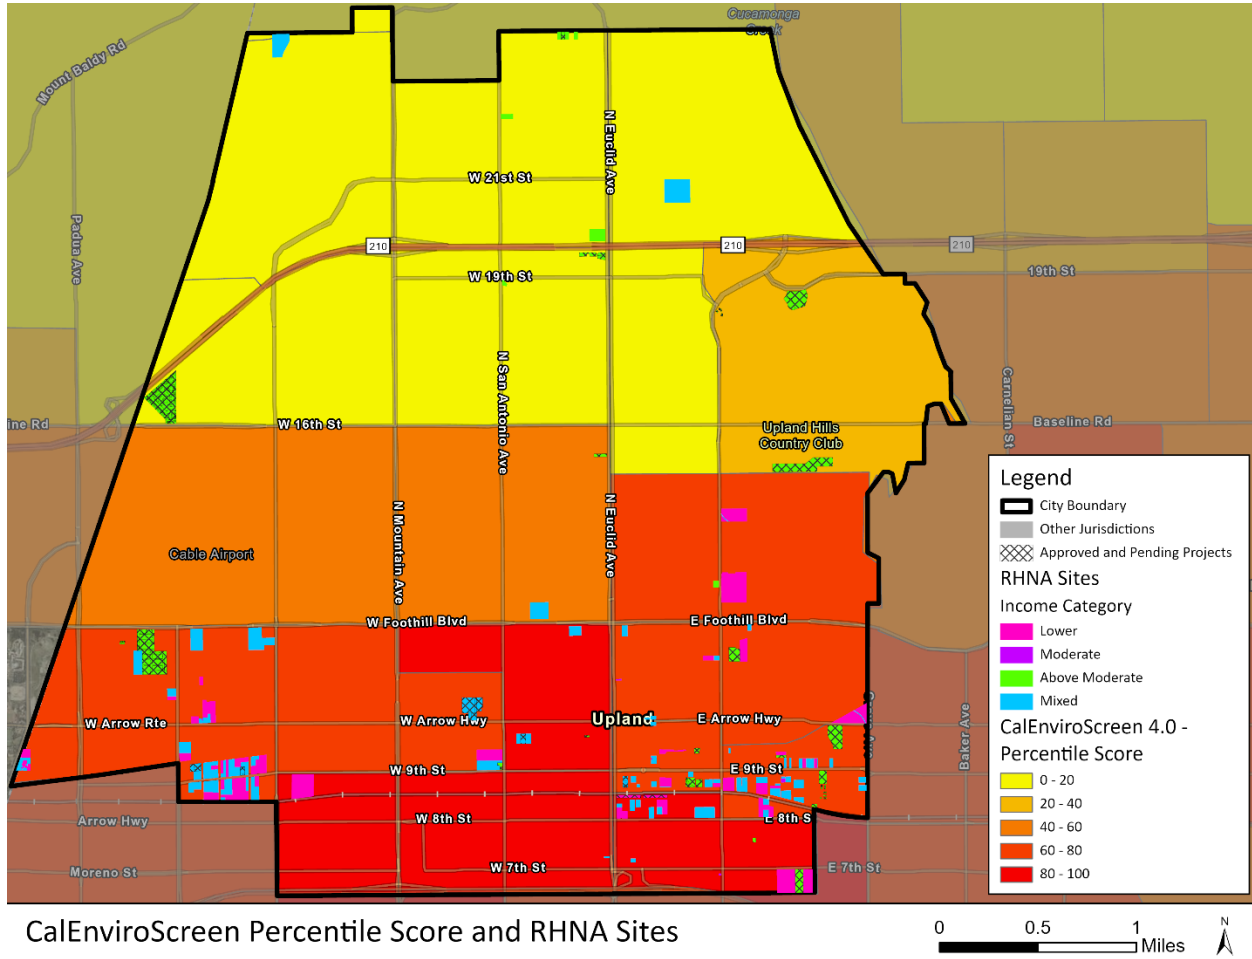 Cucamonga
Creek
Mount Baldy Rd
N Euclid Ave
W 21st St
Padua Ave
210
210
210
W 19th St
19th St
N San Antonio Ave
Carnelian St
ine Rd
W 16th St
Baseline Rd
Upland Hills
Country Club
N Mountain Ave
N Euclid Ave
Cable Airport
W Foothill Blvd
E Foothill Blvd
W Arrow Rte
W Arrow Hwy
Upland
E Arrow Hwy
Baker Ave
W 9th St
E 9th St
Arrow Hwy
W 8th St
E 8th S
Moreno St
W 7th St
E 7th St
Legend
City Boundary
Other Jurisdictions
Approved and Pending Projects
RHNA Sites
Income Category
Lower
Moderate
Above Moderate
Mixed
CalEnviroScreen 4.0 -
Percentile Score
0 - 20
20 - 40
40 - 60
60 - 80
80 - 100
CalEnviroScreen Percentile Score and RHNA Sites
0 0.5 1
Miles
N